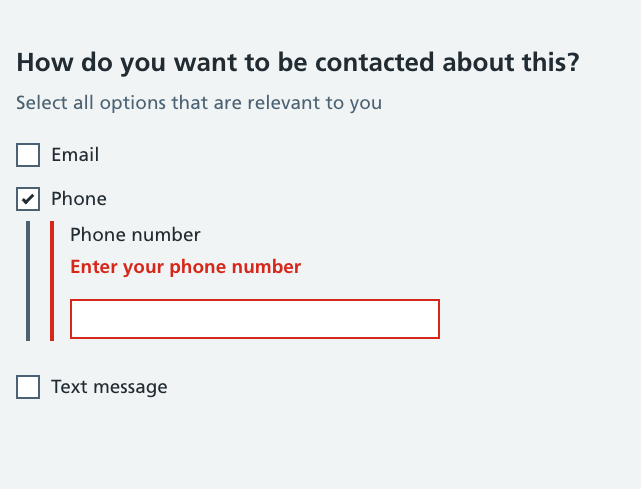 How do you want to be contacted about this?
Select all options that are relevant to you
Email
Phone
Phone number
Enter your phone number
Text message